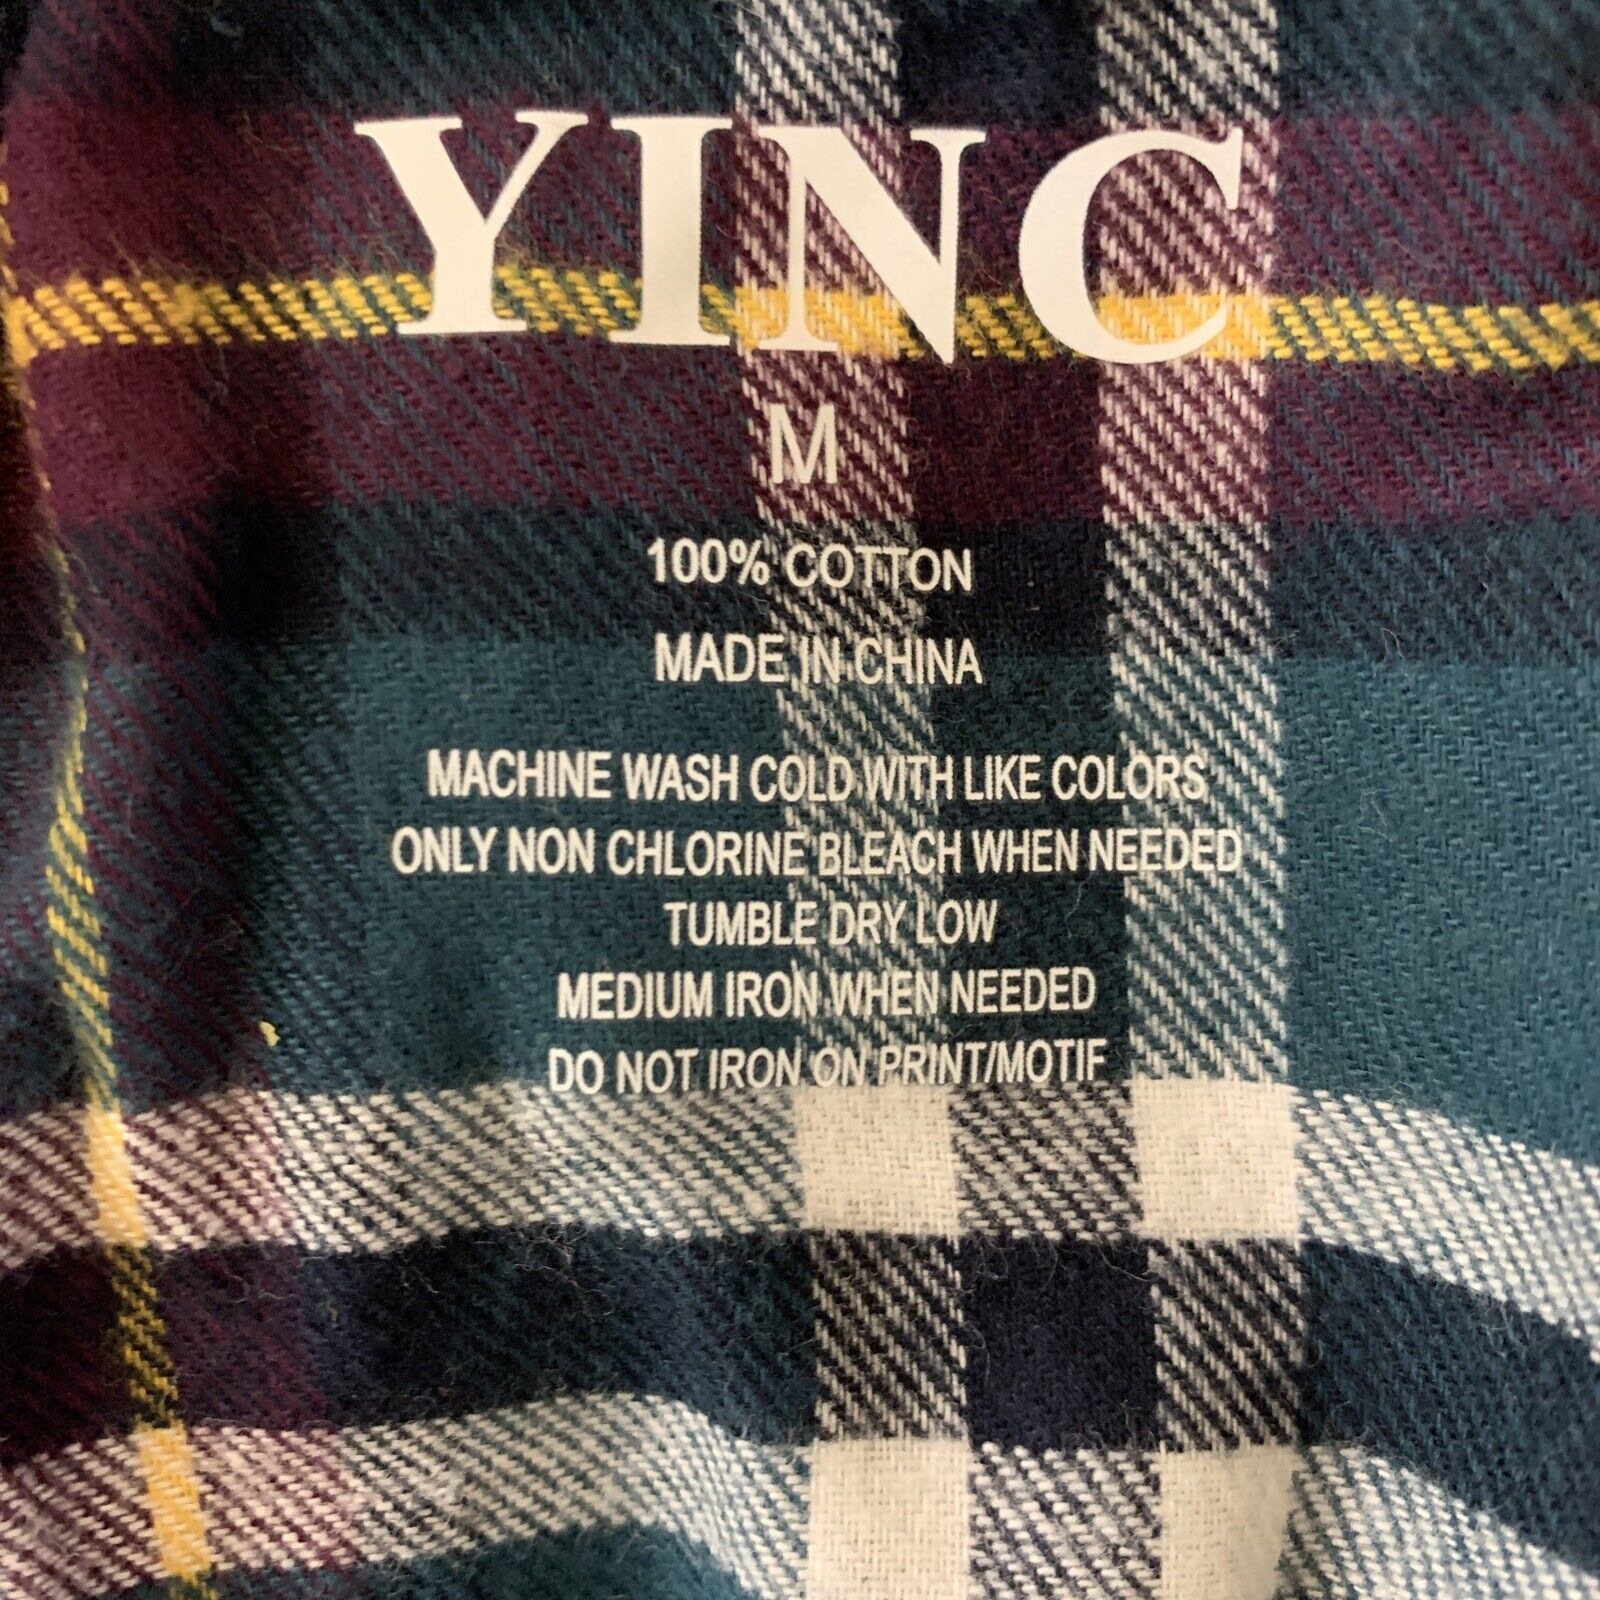 YINC
M
100% COTTON
MADE IN CHINA
MACHINE WASH COLD WITH LIKE COLORS
ONLY NON CHLORINE BLEACH WHEN NEEDED
TUMBLE DRY LOW
MEDIUM IRON WHEN NEEDED
DO NOT IRON ON PRINT/MOTIF